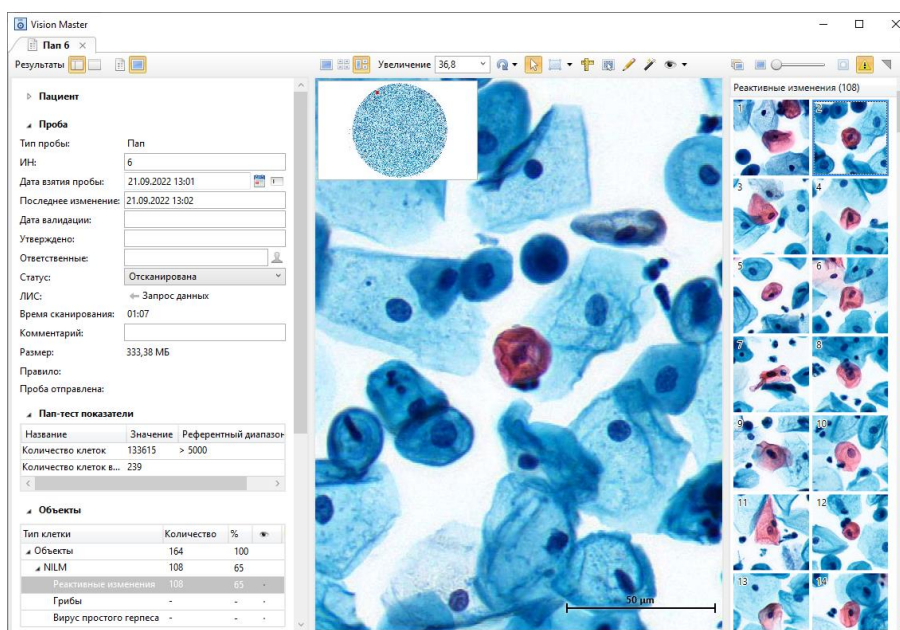 Vision Master
Пап 6
Результаты
Увеличение 36,8
Пациент
Проба
Тип пробы: Пап
ИН: 6
Дата взятия пробы: 21.09.2022 13:01
Последнее изменение: 21.09.2022 13:02
Дата валидации:
Утверждено:
Ответственные:
Статус: Отсканирована
ЛИС: Запрос данных
Время сканирования: 01:07
Комментарий:
Размер: 333,38 МБ
Правило:
Проба отправлена:
Пап-тест показатели
Название Значение Референтный диапазон
Количество клеток 133615 > 5000
Количество клеток в... 239
Объекты
Тип клетки Количество %
Объекты 164 100
NILM 108 65
Реактивные изменения 108 65 -
Грибы - - -
Вирус простого герпеса - - -
50 µm
Реактивные изменения (108)
1 2
3 4
5 6
7 8
9 10
11 12
13 14